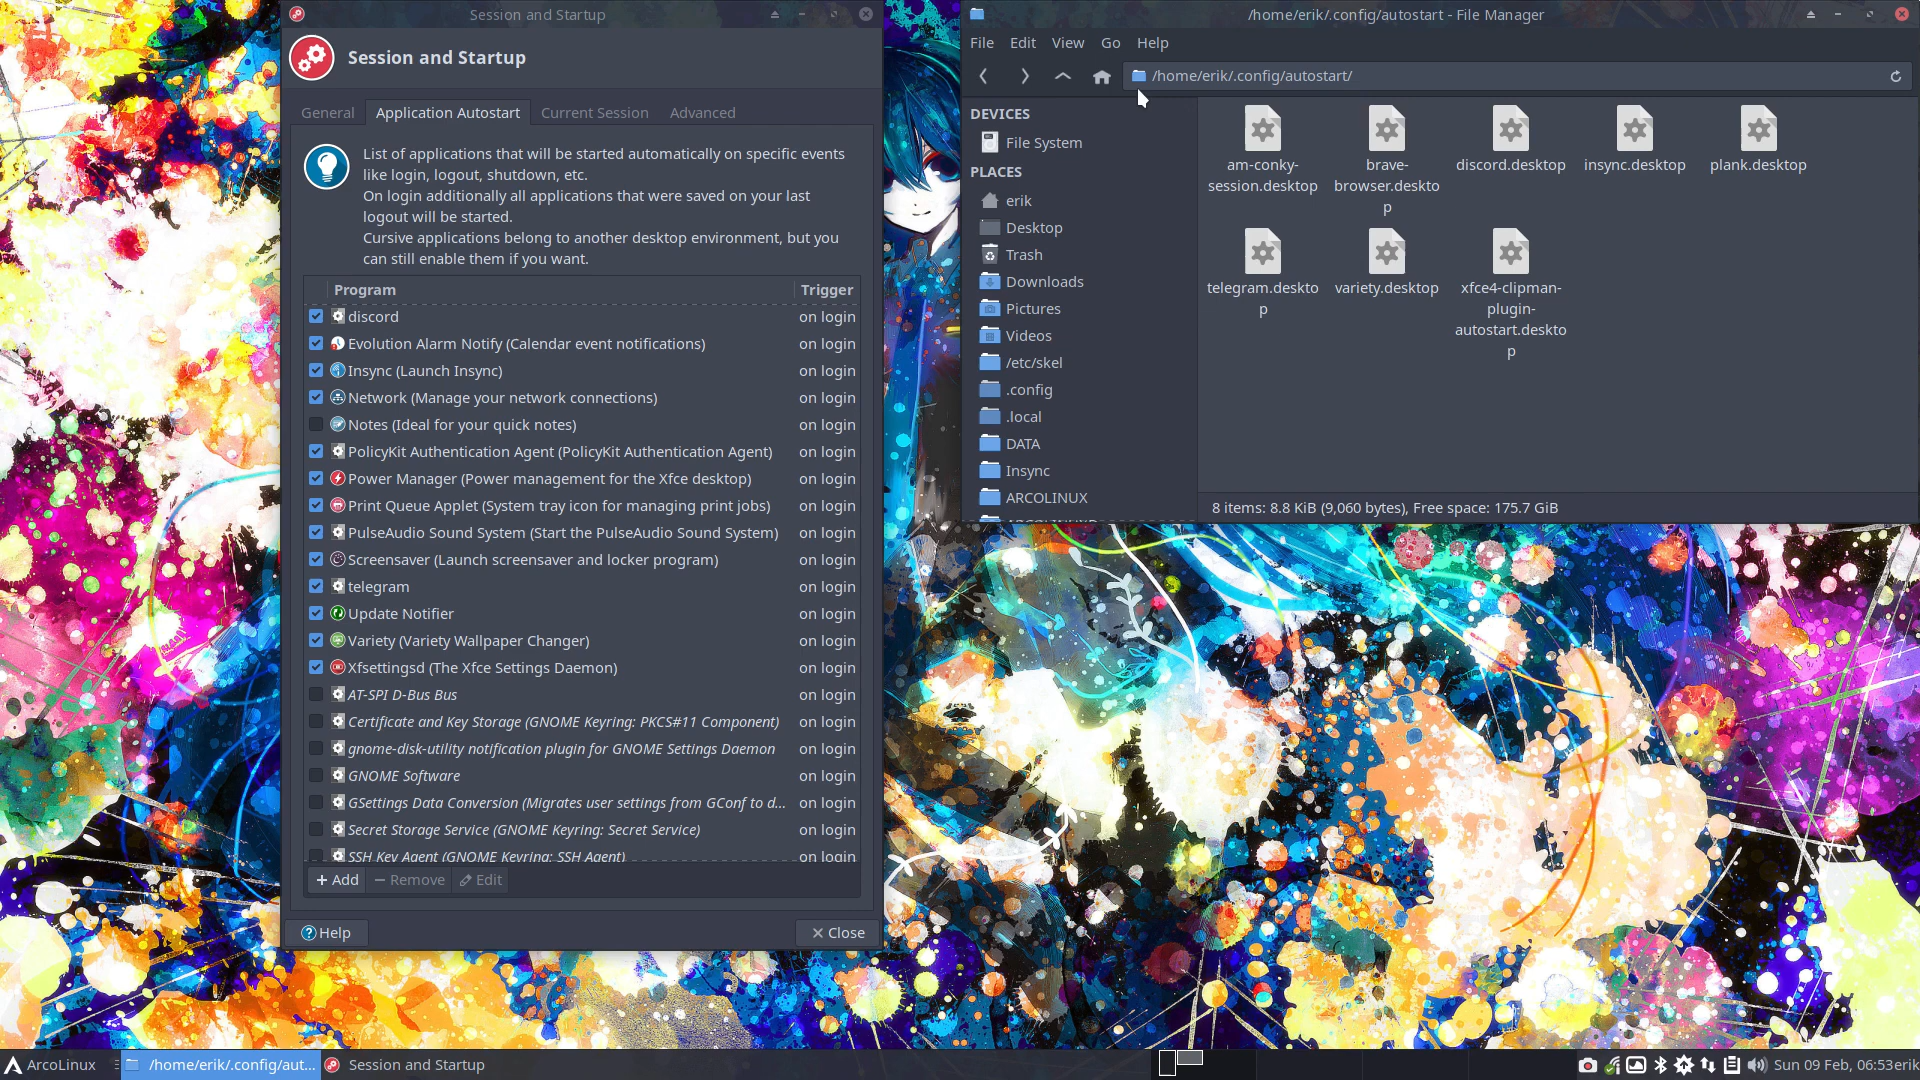 Session and Startup
Session and Startup
General
Application Autostart
Current Session
Advanced
List of applications that will be started automatically on specific events
like login, logout, shutdown, etc.
On login additionally all applications that were saved on your last
logout will be started.
Cursive applications belong to another desktop environment, but you
can still enable them if you want.
Program Trigger
discord on login
Evolution Alarm Notify (Calendar event notifications) on login
Insync (Launch Insync) on login
Network (Manage your network connections) on login
Notes (Ideal for your quick notes) on login
PolicyKit Authentication Agent (PolicyKit Authentication Agent) on login
Power Manager (Power management for the Xfce desktop) on login
Print Queue Applet (System tray icon for managing print jobs) on login
PulseAudio Sound System (Start the PulseAudio Sound System) on login
Screensaver (Launch screensaver and locker program) on login
telegram on login
Update Notifier on login
Variety (Variety Wallpaper Changer) on login
Xfsettingsd (The Xfce Settings Daemon) on login
AT-SPI D-Bus Bus on login
Certificate and Key Storage (GNOME Keyring: PKCS#11 Component) on login
gnome-disk-utility notification plugin for GNOME Settings Daemon on login
GNOME Software on login
GSettings Data Conversion (Migrates user settings from GConf to d... on login
Secret Storage Service (GNOME Keyring: Secret Service) on login
SSH Key Agent (GNOME Keyring: SSH Agent) on login
Add Remove Edit
Help Close
/home/erik/.config/autostart - File Manager
File Edit View Go Help
/home/erik/.config/autostart/
DEVICES
File System
PLACES
erik
Desktop
Trash
Downloads
Pictures
Videos
/etc/skel
.config
.local
DATA
Insync
ARCOLINUX
am-conky-
session.desktop
brave-
browser.deskto
p
discord.desktop
insync.desktop
plank.desktop
telegram.deskto
p
variety.desktop
xfce4-clipman-
plugin-
autostart.deskto
p
8 items: 8.8 KiB (9,060 bytes), Free space: 175.7 GiB
ArcoLinux
/home/erik/.config/aut...
Session and Startup
Sun 09 Feb, 06:53
erik